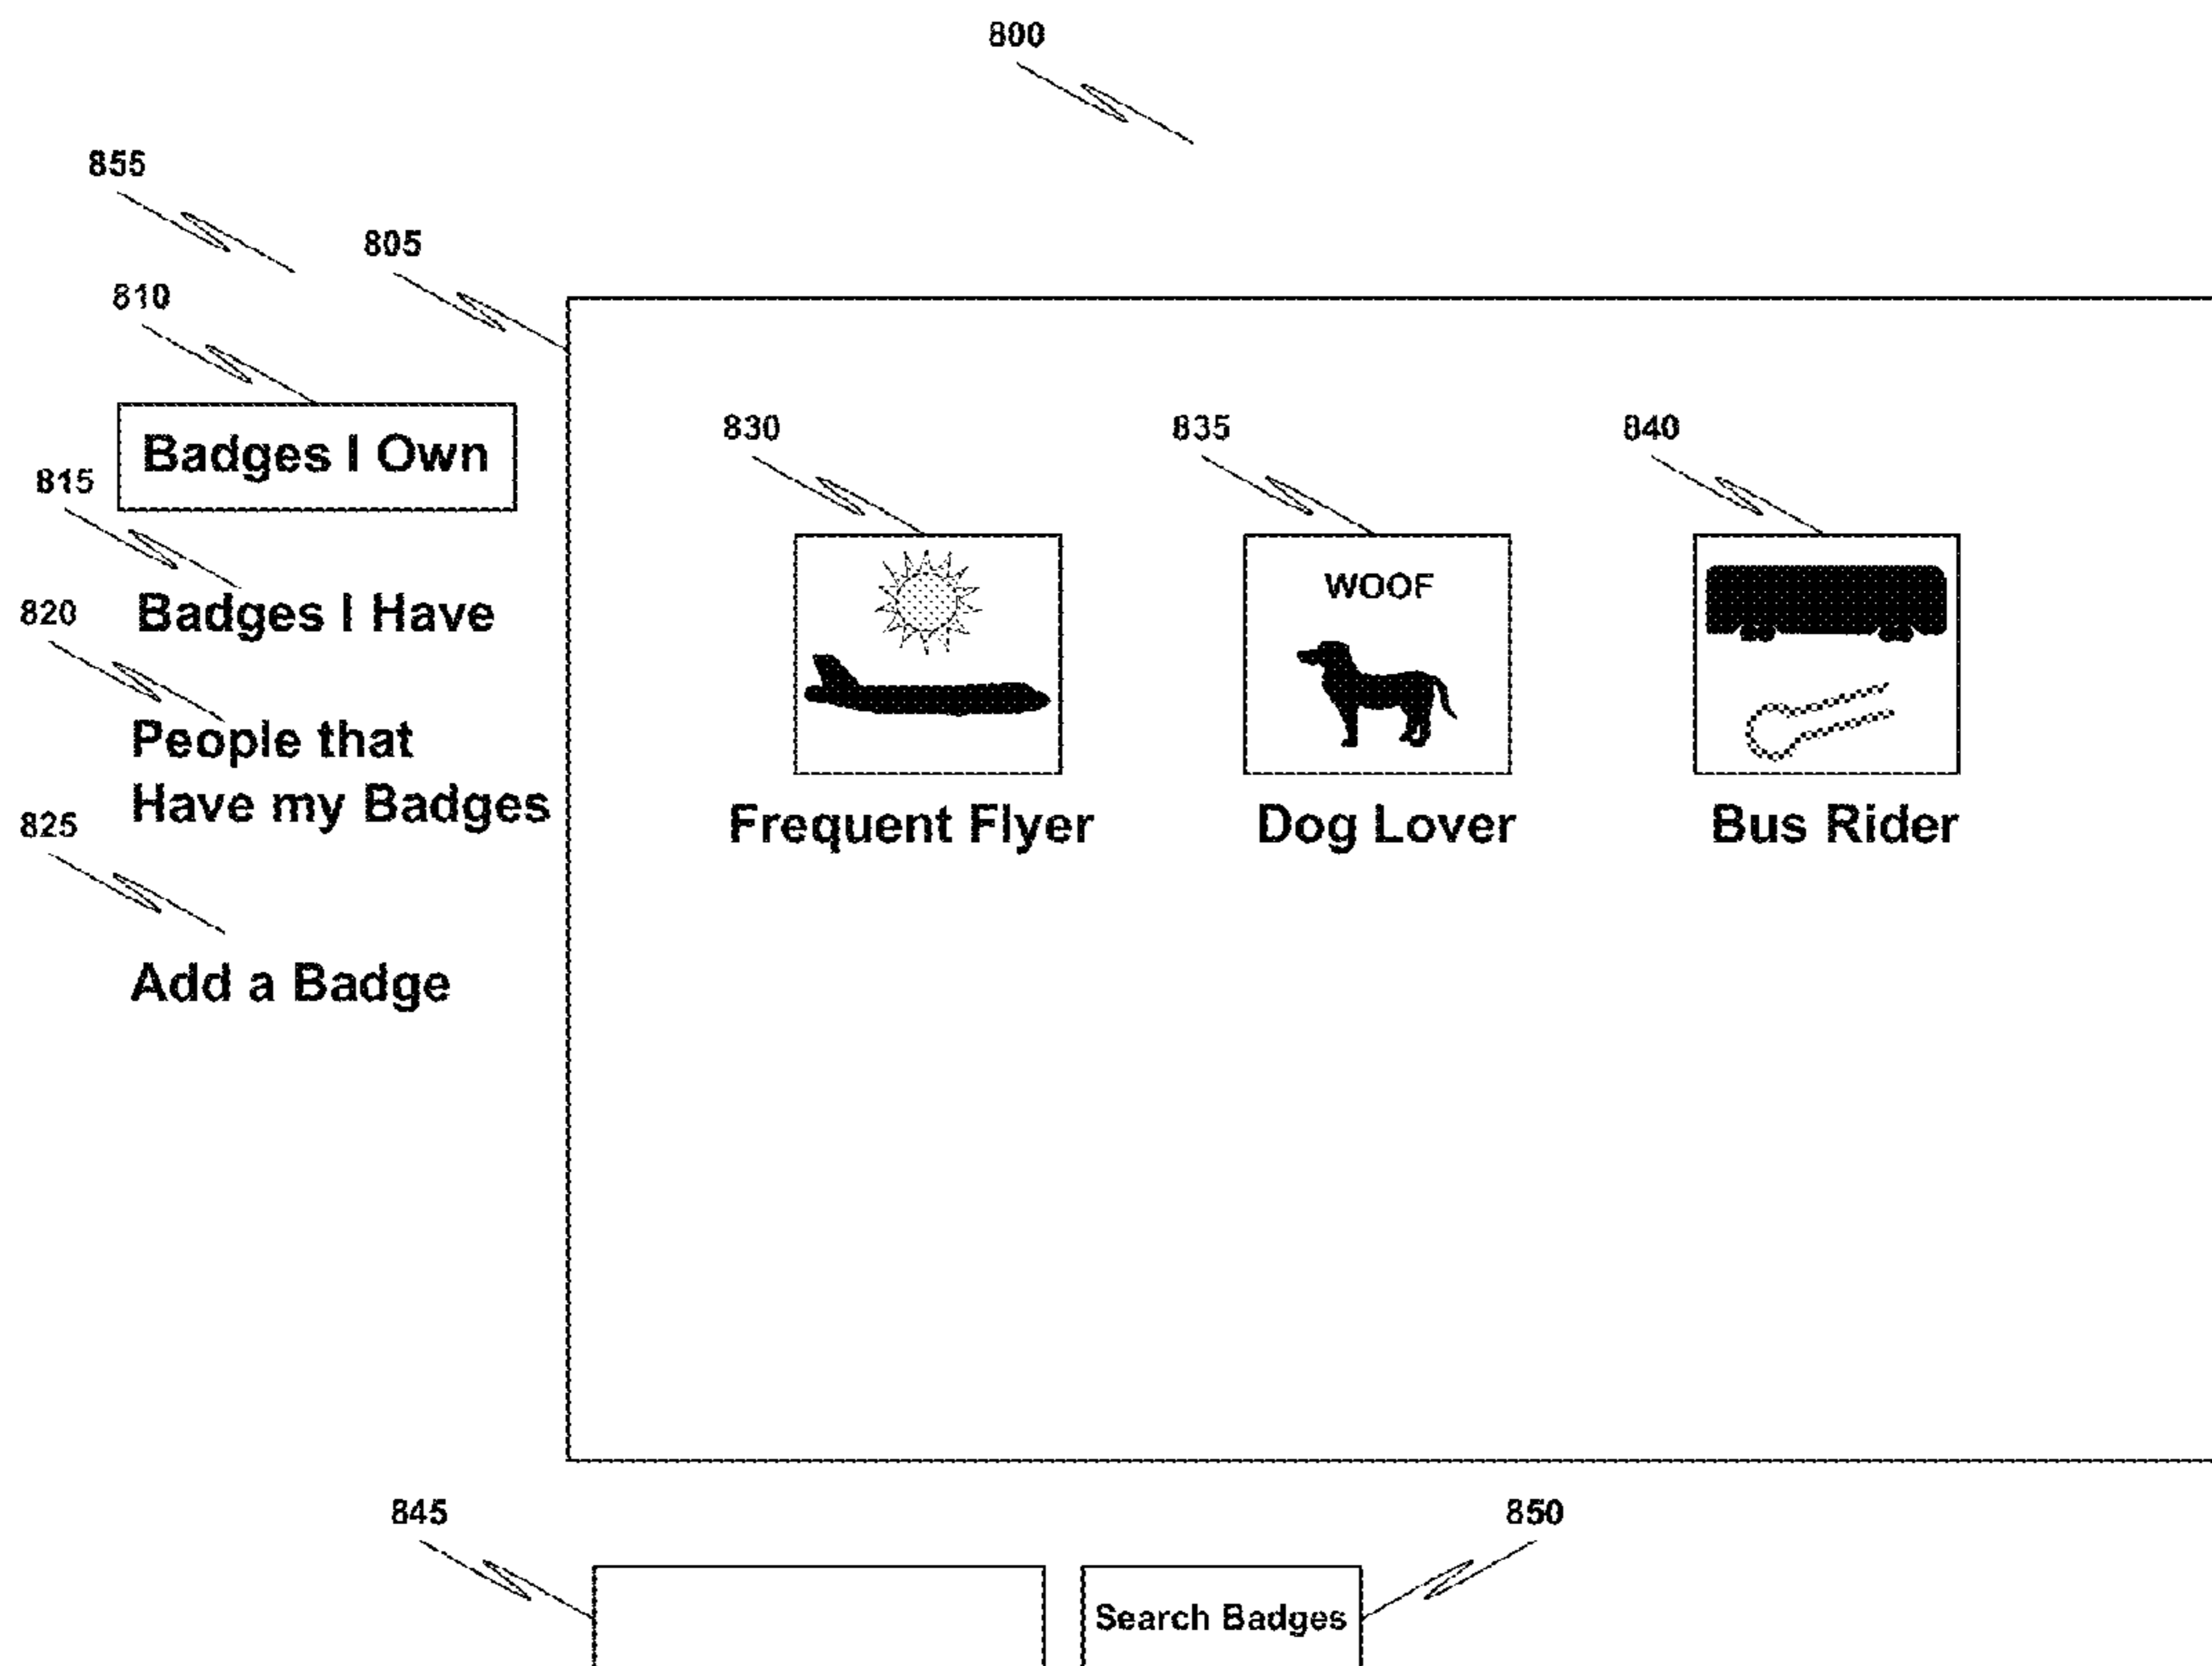 800
855
805
810
830
835
840
Badges I Own
815
WOOF
Badges I Have
820
People that
Have my Badges
825
Frequent Flyer
Dog Lover
Bus Rider
Add a Badge
845
850
Search Badges